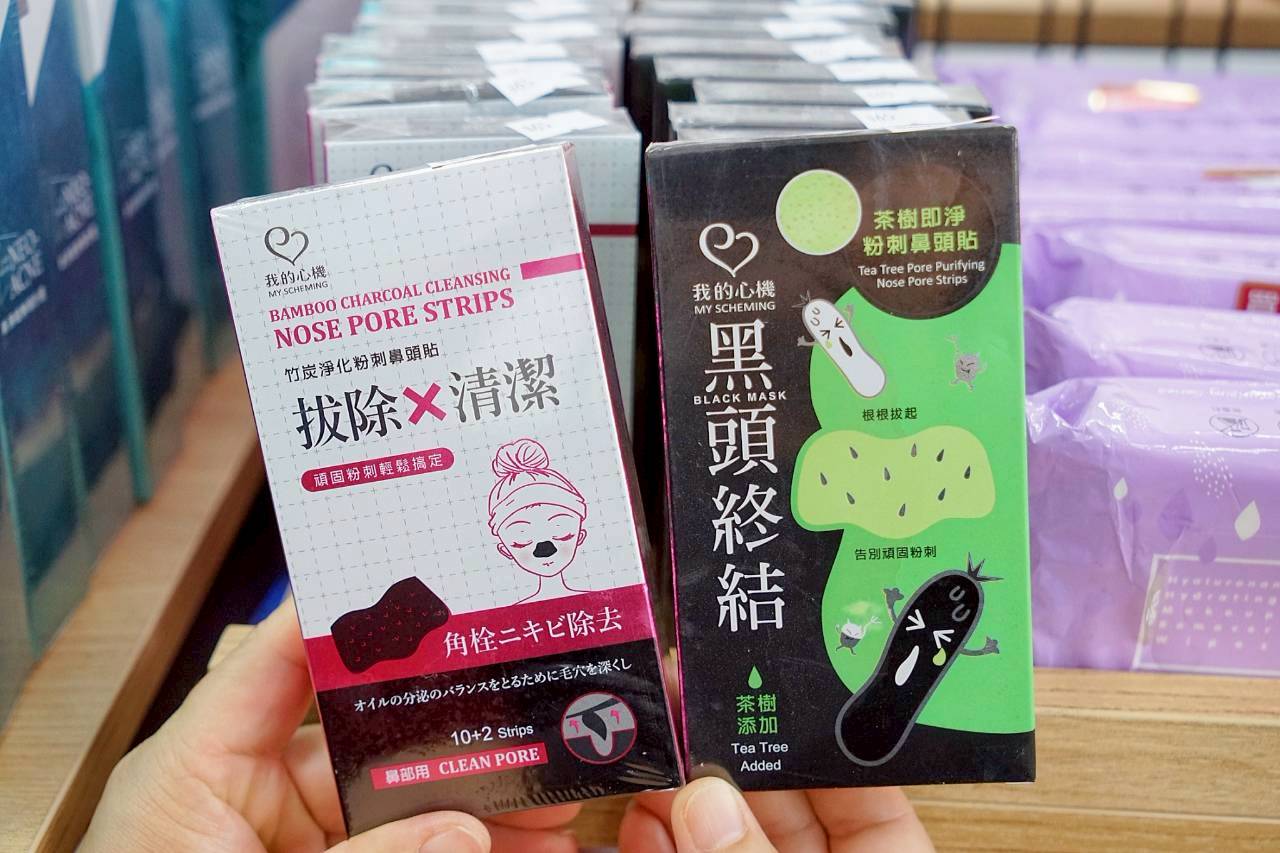 我的心機
MY SCHEMING
BAMBOO CHARCOAL CLEANSING
NOSE PORE STRIPS
竹炭淨化粉刺鼻頭貼
拔除×清潔
頑固粉刺輕鬆搞定
角栓ニキビ除去
オイルの分泌のバランスをとるために毛穴を深くし
10+2 Strips
鼻部用 CLEAN PORE
茶樹即淨
粉刺鼻頭貼
Tea Tree Pore Purifying
Nose Pore Strips
我的心機
MY SCHEMING
黑頭終結
BLACK MASK
根根拔起
告別頑固粉刺
茶樹
添加
Tea Tree
Added
NEO-
ACNE